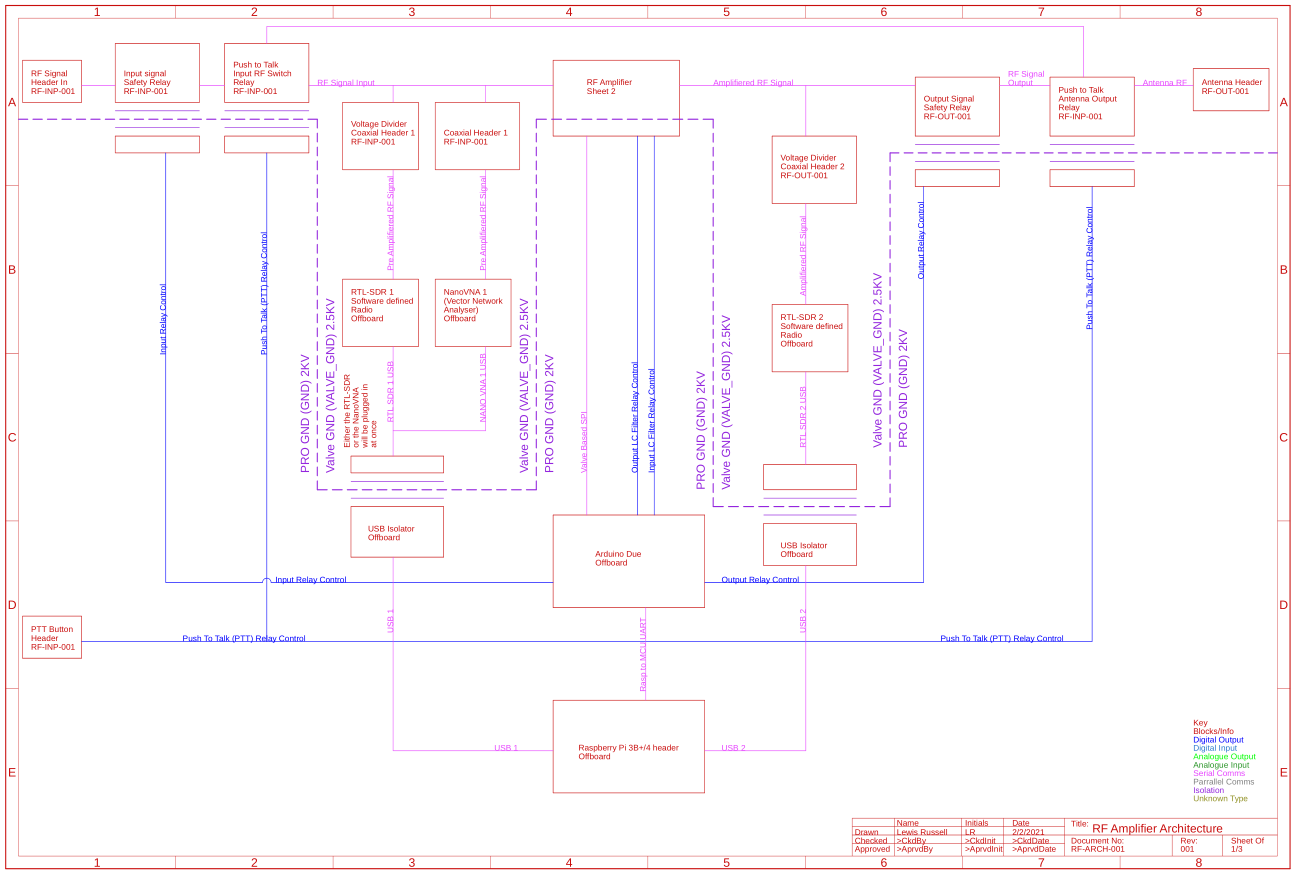 1 2 3 4 5 6 7 8
A
B
C
D
E
A
B
C
D
E
1 2 3 4 5 6 7 8
RF Signal
Header In
RF-INP-001
Input signal
Safety Relay
RF-INP-001
Push to Talk
Input RF Switch
Relay
RF-INP-001
RF Signal Input
Voltage Divider
Coaxial Header 1
RF-INP-001
Coaxial Header 1
RF-INP-001
RF Amplifier
Sheet 2
Amplifiered RF Signal
Voltage Divider
Coaxial Header 2
RF-OUT-001
Output Signal
Safety Relay
RF-OUT-001
RF Signal
Output
Push to Talk
Antenna Output
Relay
RF-INP-001
Antenna RF
Antenna Header
RF-OUT-001
Pre Amplifiered RF Signal
Pre Amplifiered RF Signal
Amplifiered RF Signal
Input Relay Control
Push To Talk (PTT) Relay Control
Output Relay Control
Push To Talk (PTT) Relay Control
RTL-SDR 1
Software defined
Radio
Offboard
NanoVNA 1
(Vector Network
Analyser)
Offboard
RTL-SDR 2
Software defined
Radio
Offboard
PRO GND (GND) 2KV
Valve GND (VALVE_GND) 2.5KV
Either the RTL-SDR
or the NanoVNA
will be plugged in
at once
RTL SDR 1 USB
NANO VNA 1 USB
Valve GND (VALVE_GND) 2.5KV
PRO GND (GND) 2KV
Valve Based SPI
Output LC Filter Relay Control
Input LC Filter Relay Control
PRO GND (GND) 2KV
Valve GND (VALVE_GND) 2.5KV
RTL SDR 2 USB
Valve GND (VALVE_GND) 2.5KV
PRO GND (GND) 2KV
USB Isolator
Offboard
Arduino Due
Offboard
USB Isolator
Offboard
Input Relay Control
Output Relay Control
USB 1
Rasp to MCU UART
USB 2
PTT Button
Header
RF-INP-001
Push To Talk (PTT) Relay Control
Push To Talk (PTT) Relay Control
USB 1
Raspberry Pi 3B+/4 header
Offboard
USB 2
Key
Blocks/Info
Digital Output
Digital Input
Analogue Output
Analogue Input
Serial Comms
Parrallel Comms
Isolation
Unknown Type
Name Initials Date
Drawn Lewis Russell LR 2/2/2021
Checked >CkdBy >CkdInit >CkdDate
Approved >AprvdBy >AprvdInit >AprvdDate
Title: RF Amplifier Architecture
Document No:
RF-ARCH-001
Rev:
001
Sheet Of
1/3